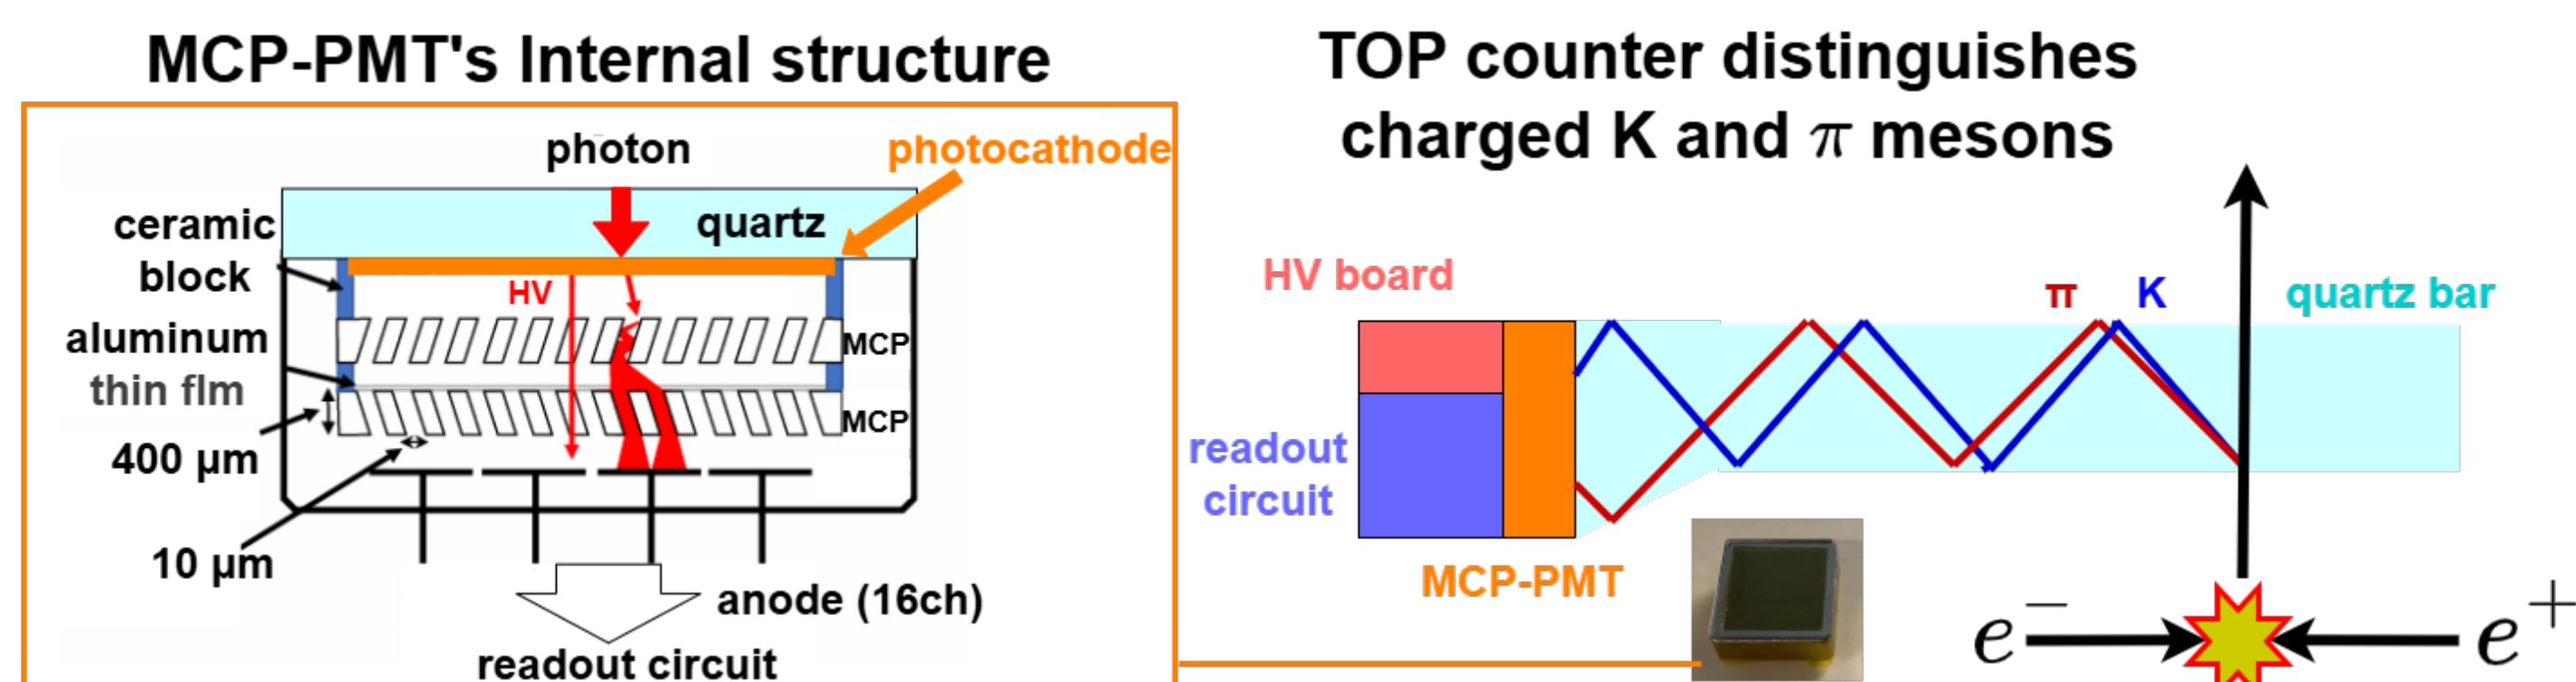 MCP-PMT's Internal structure
photon
photocathode
quartz
ceramic
block
HV
aluminum
thin flm
MCP
MCP
400 μm
10 μm
anode (16ch)
readout circuit
TOP counter distinguishes
charged K and π mesons
HV board
π
K
quartz bar
readout
circuit
MCP-PMT
e⁻
e⁺